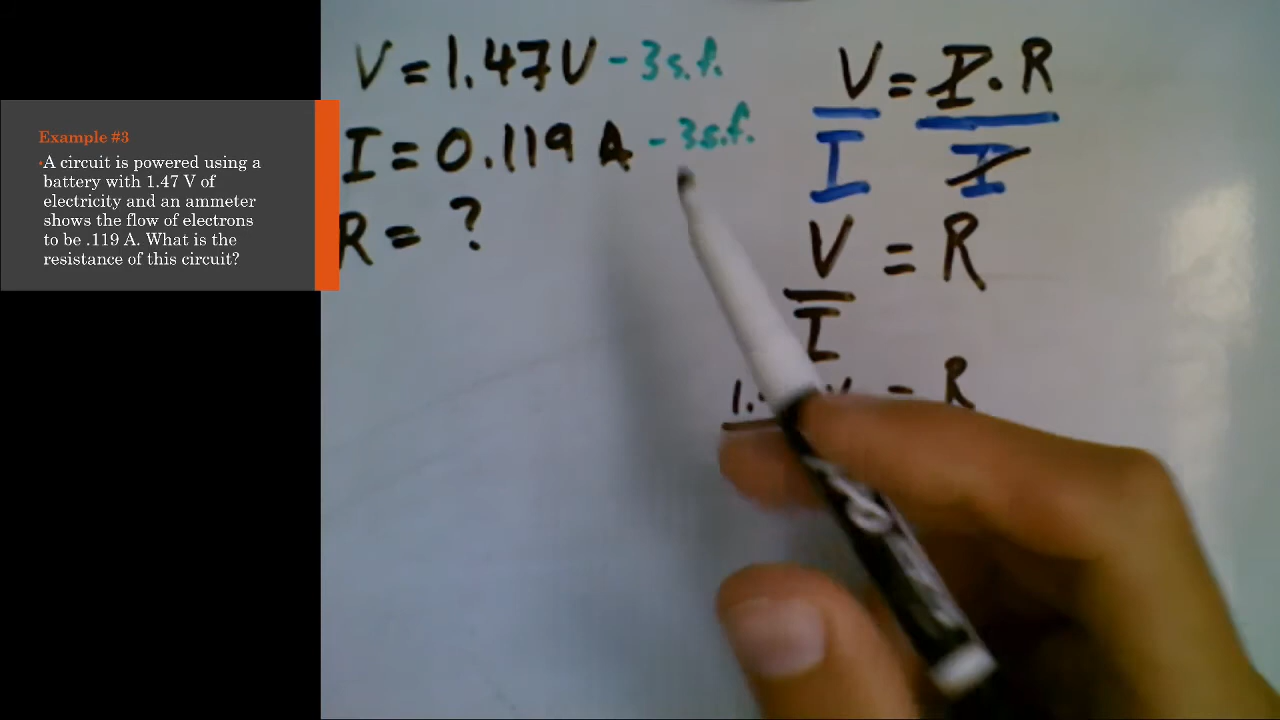 Example #3
•A circuit is powered using a
battery with 1.47 V of
electricity and an ammeter
shows the flow of electrons
to be .119 A. What is the
resistance of this circuit?
V = 1.47V - 3 s.f.
I = 0.119 A - 3 s.f.
R = ?
V = I · R
I I
V = R
I
= R